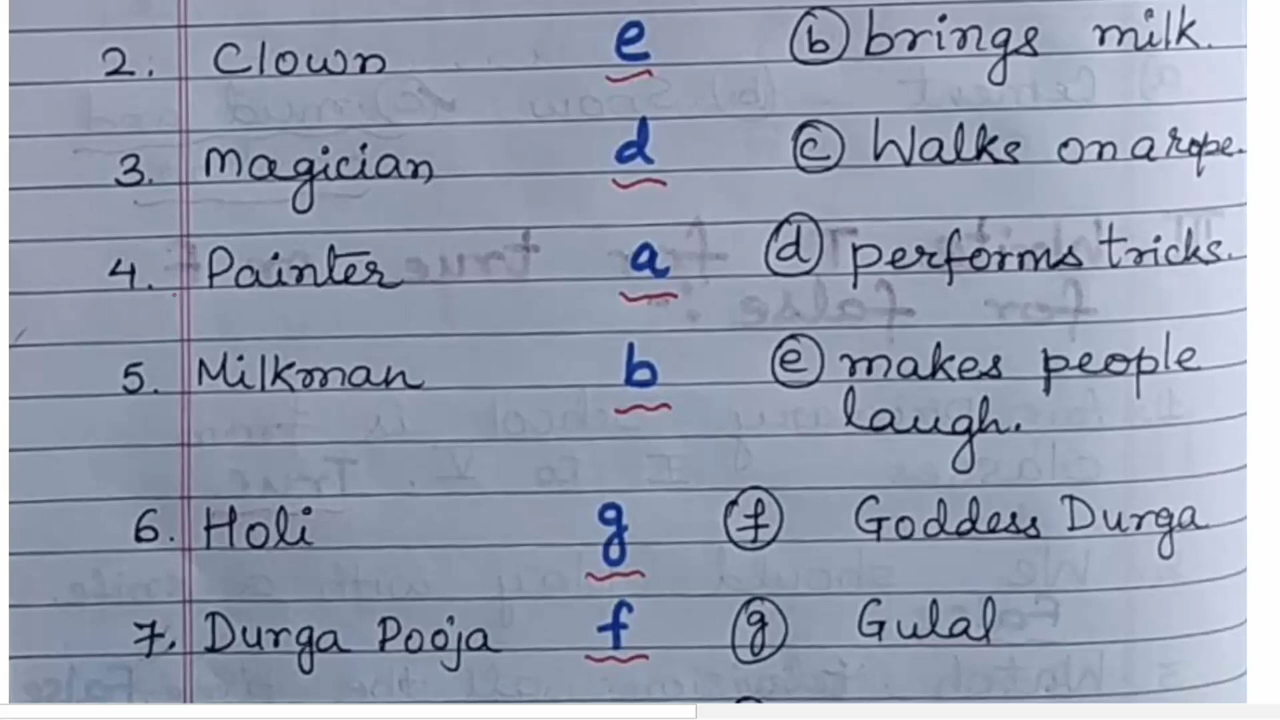 2. Clown e (b) brings milk.
3. Magician d (c) Walks on a rope.
4. Painter a (d) performs tricks.
5. Milkman b (e) makes people
laugh.
6. Holi g (f) Goddess Durga
7. Durga Pooja f (g) Gulal